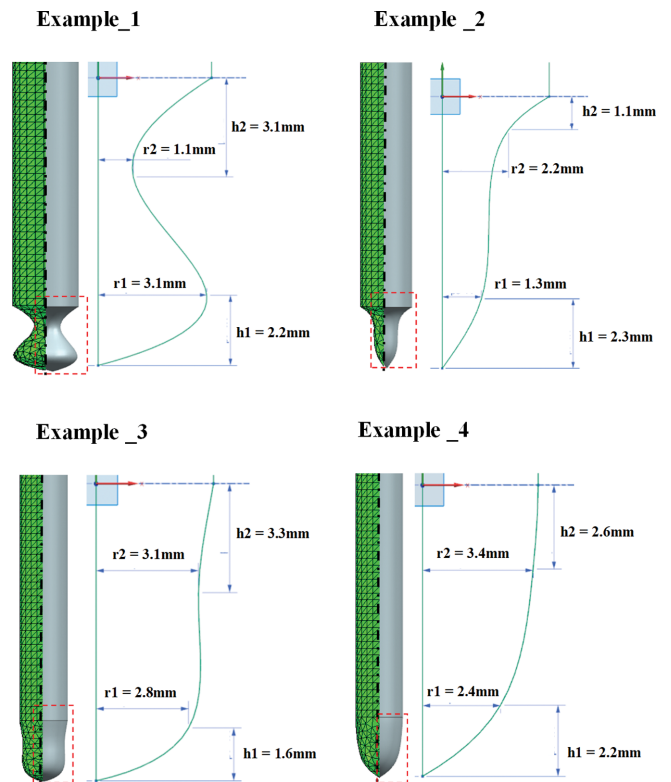 Example_1
h2 = 3.1mm
r2 = 1.1mm
r1 = 3.1mm
h1 = 2.2mm
Example _2
h2 = 1.1mm
r2 = 2.2mm
r1 = 1.3mm
h1 = 2.3mm
Example _3
h2 = 3.3mm
r2 = 3.1mm
r1 = 2.8mm
h1 = 1.6mm
Example _4
h2 = 2.6mm
r2 = 3.4mm
r1 = 2.4mm
h1 = 2.2mm